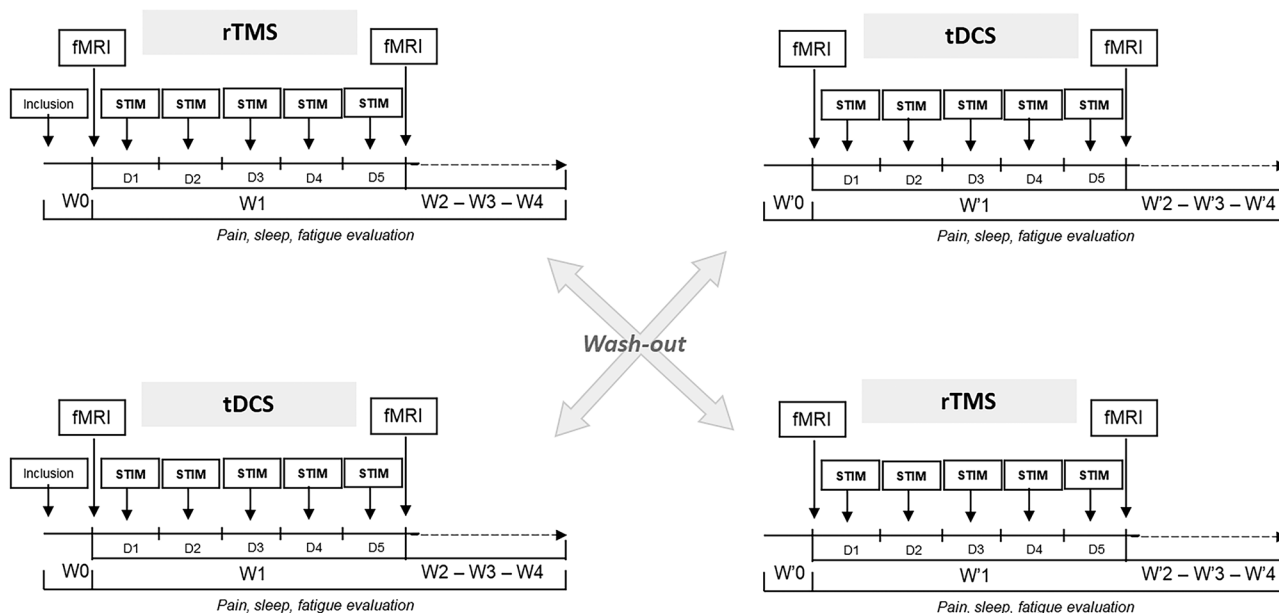 rTMS
fMRI
fMRI
Inclusion
STIM
STIM
STIM
STIM
STIM
D1
D2
D3
D4
D5
W0
W1
W2 – W3 – W4
Pain, sleep, fatigue evaluation
tDCS
fMRI
fMRI
STIM
STIM
STIM
STIM
STIM
D1
D2
D3
D4
D5
W'0
W'1
W'2 – W'3 – W'4
Pain, sleep, fatigue evaluation
Wash-out
tDCS
fMRI
fMRI
Inclusion
STIM
STIM
STIM
STIM
STIM
D1
D2
D3
D4
D5
W0
W1
W2 – W3 – W4
Pain, sleep, fatigue evaluation
rTMS
fMRI
fMRI
STIM
STIM
STIM
STIM
STIM
D1
D2
D3
D4
D5
W'0
W'1
W'2 – W'3 – W'4
Pain, sleep, fatigue evaluation